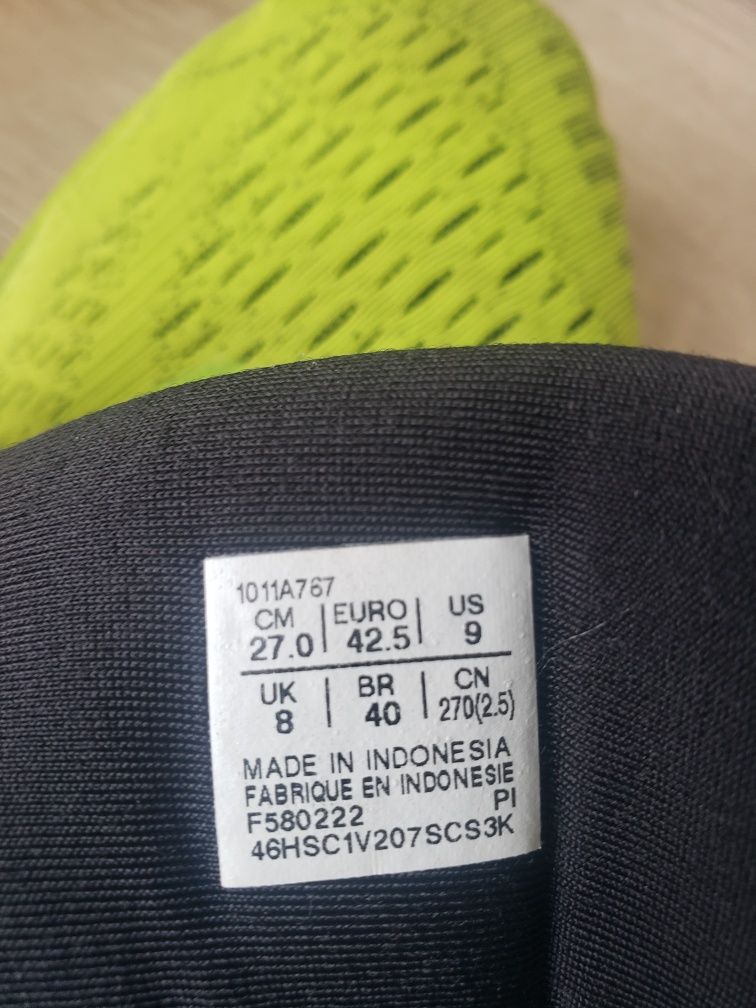 1011A767
CM | EURO | US
27.0 | 42.5 | 9
UK | BR | CN
8 | 40 | 270(2.5)
MADE IN INDONESIA
FABRIQUE EN INDONESIE
F580222 PI
46HSC1V207SCS3K